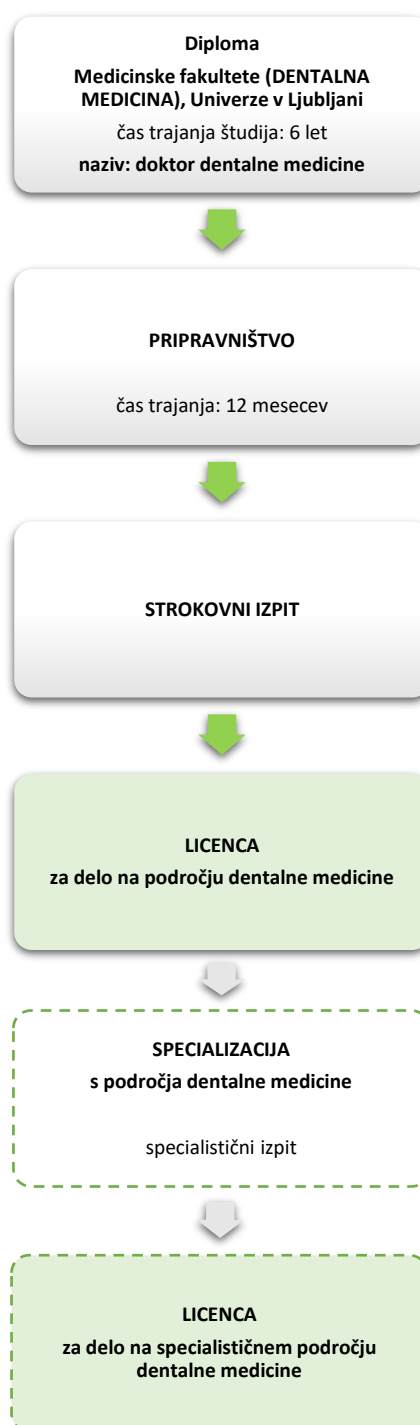 Diploma
Medicinske fakultete (DENTALNA
MEDICINA), Univerze v Ljubljani
čas trajanja študija: 6 let
naziv: doktor dentalne medicine
PRIPRAVNIŠTVO
čas trajanja: 12 mesecev
STROKOVNI IZPIT
LICENCA
za delo na področju dentalne medicine
SPECIALIZACIJA
s področja dentalne medicine
specialistični izpit
LICENCA
za delo na specialističnem področju
dentalne medicine